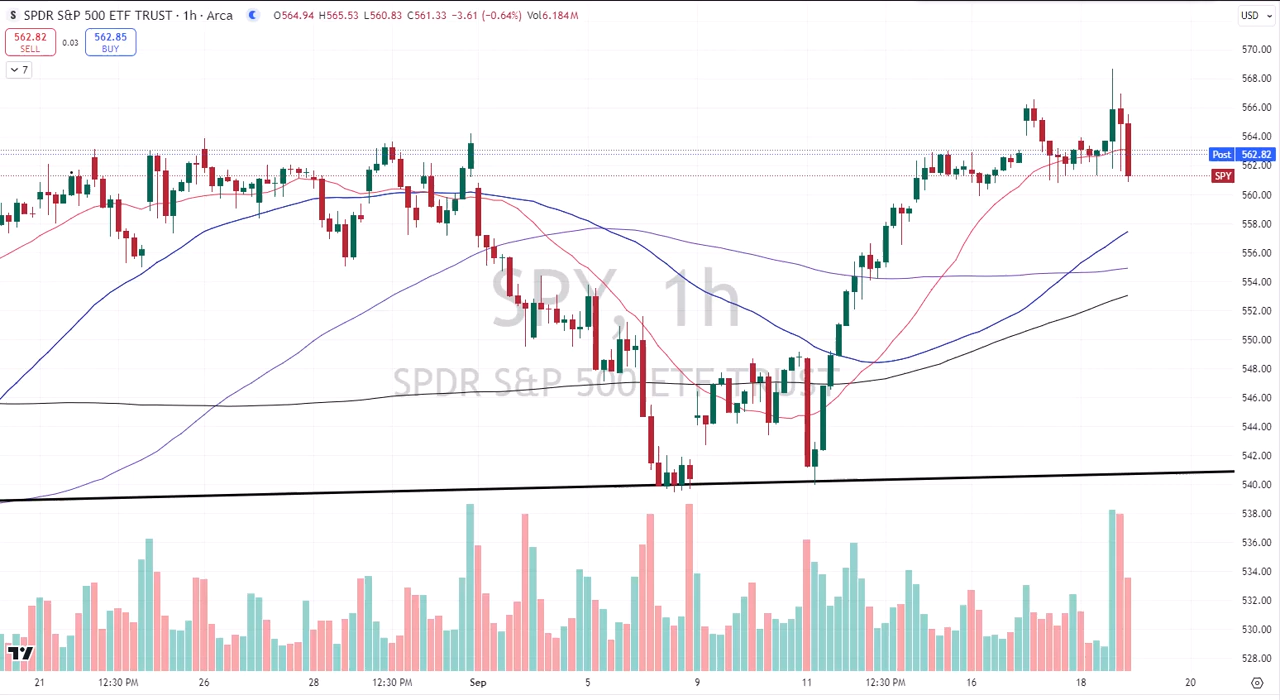 S SPDR S&P 500 ETF TRUST · 1h · Arca O564.94 H565.53 L560.83 C561.33 −3.61 (−0.64%) Vol6.184M
USD
562.82
SELL
0.03
562.85
BUY
7
570.00
568.00
566.00
564.00
Post 562.82
562.00
SPY
560.00
558.00
556.00
554.00
552.00
550.00
548.00
546.00
544.00
542.00
540.00
538.00
536.00
534.00
532.00
530.00
528.00
SPY, 1h
SPDR S&P 500 ETF TRUST
21 12:30 PM 26 28 12:30 PM Sep 5 9 11 12:30 PM 16 18 20